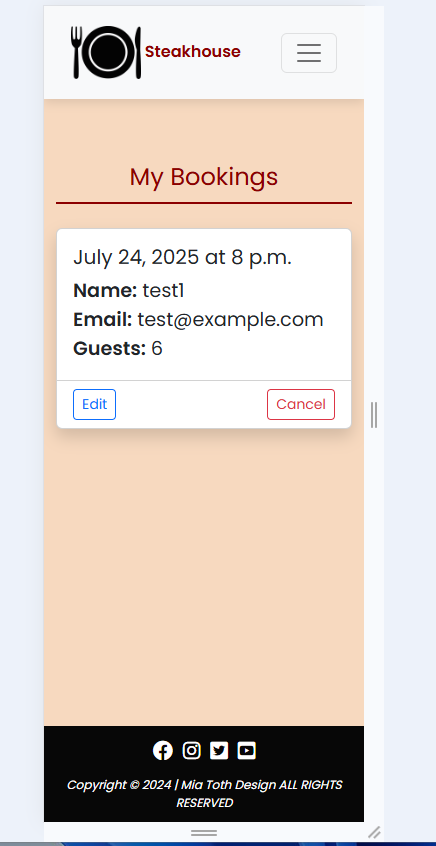 Steakhouse
My Bookings
July 24, 2025 at 8 p.m.
Name: test1
Email: test@example.com
Guests: 6
Edit
Cancel
Copyright © 2024 | Mia Toth Design ALL RIGHTS
RESERVED